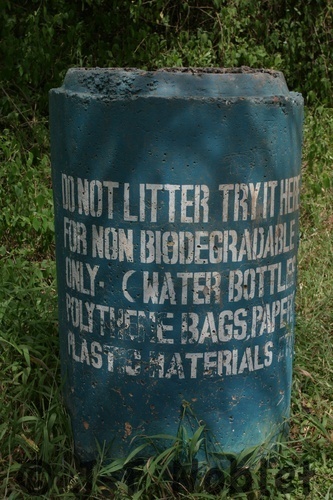 DO NOT LITTER TRY IT HERE
FOR NON BIODEGRADABLE
ONLY. ( WATER BOTTLES
POLYTHENE BAGS, PAPER
PLASTIC MATERIALS